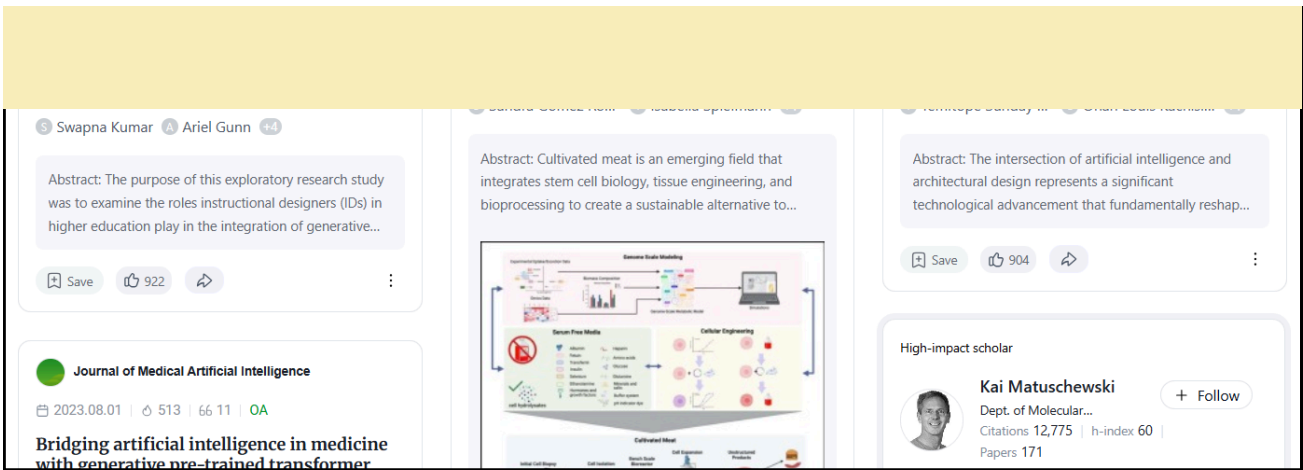 Swapna Kumar A Ariel Gunn +4
Abstract: The purpose of this exploratory research study
was to examine the roles instructional designers (IDs) in
higher education play in the integration of generative...
Save 922
Journal of Medical Artificial Intelligence
2023.08.01 513 11 OA
Bridging artificial intelligence in medicine
with generative pre-trained transformer
Abstract: Cultivated meat is an emerging field that
integrates stem cell biology, tissue engineering, and
bioprocessing to create a sustainable alternative to...
Genome Scale Modeling
Serum Free Media
Cellular Engineering
Cultivated Meat
Abstract: The intersection of artificial intelligence and
architectural design represents a significant
technological advancement that fundamentally reshap...
Save 904
High-impact scholar
Kai Matuschewski
+ Follow
Dept. of Molecular...
Citations 12,775 h-index 60
Papers 171